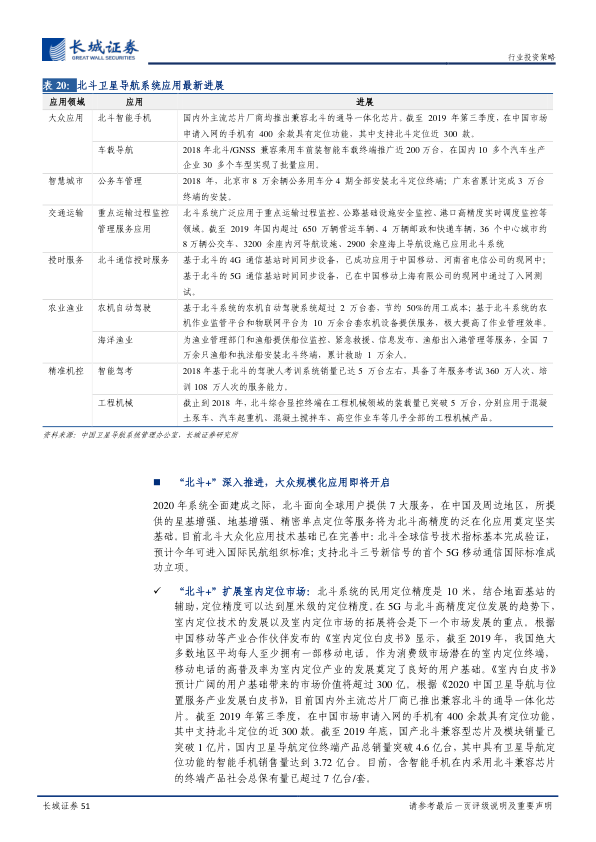 长城证券
GREAT WALL SECURITIES
行业投资策略
表 20：北斗卫星导航系统应用最新进展
应用领域 应用 进展
大众应用 北斗智能手机 国内外主流芯片厂商均推出兼容北斗的通导一体化芯片。截至 2019 年第三季度，在中国市场
申请入网的手机有 400 余款具有定位功能，其中支持北斗定位近 300 款。
车载导航 2018年北斗/GNSS 兼容乘用车前装智能车载终端推广近200万台，在国内10 多个汽车生产
企业30 多个车型实现了批量应用。
智慧城市 公务车管理 2018 年，北京市8 万余辆公务用车分4 期全部安装北斗定位终端；广东省累计完成3 万台
终端的安装。
交通运输 重点运输过程监控 北斗系统广泛应用于重点运输过程监控、公路基础设施安全监控、港口高精度实时调度监控等
管理服务应用 领域。截至 2019 年国内超过 650 万辆营运车辆、4 万辆邮政和快递车辆，36 个中心城市约
8 万辆公交车、3200 余座内河导航设施、2900 余座海上导航设施已应用北斗系统
授时服务 北斗通信授时服务 基于北斗的4G 通信基站时间同步设备，已成功应用于中国移动、河南省电信公司的现网中；
基于北斗的5G 通信基站时间同步设备，已在中国移动上海有限公司的现网中通过了入网测
试。
农业渔业 农机自动驾驶 基于北斗系统的农机自动驾驶系统超过 2 万台套，节约 50%的用工成本；基于北斗系统的农
机作业监管平台和物联网平台为 10 万余台套农机设备提供服务，极大提高了作业管理效率。
海洋渔业 为渔业管理部门和渔船提供船位监控、紧急救援、信息发布、渔船出入港管理等服务，全国 7
万余只渔船和执法船安装北斗终端，累计救助 1 万余人。
精准机控 智能驾考 2018年基于北斗的驾驶人考训系统销量已达5 万台左右，具备了年服务考试360 万人次、培
训108 万人次的服务能力。
工程机械 截止到2018 年，北斗综合显控终端在工程机械领域的装载量已突破5 万台，分别应用于混凝
土泵车、汽车起重机、混凝土搅拌车、高空作业车等几乎全部的工程机械产品。
资料来源：中国卫星导航系统管理办公室，长城证券研究所
■ “北斗+”深入推进，大众规模化应用即将开启
2020 年系统全面建成之际，北斗面向全球用户提供 7 大服务，在中国及周边地区，所提
供的星基增强、地基增强、精密单点定位等服务将为北斗高精度的泛在化应用奠定坚实
基础。目前北斗大众化应用技术基础已在完善中：北斗全球信号技术指标基本完成验证，
预计今年可进入国际民航组织标准；支持北斗三号新信号的首个5G移动通信国际标准成
功立项。
✓ “北斗+”扩展室内定位市场：北斗系统的民用定位精度是 10 米，结合地面基站的
辅助，定位精度可以达到厘米级的定位精度。在 5G与北斗高精度定位发展的趋势下，
室内定位技术的发展以及室内定位市场的拓展将会是下一个市场发展的重点。根据
中国移动等产业合作伙伴发布的《室内定位白皮书》显示，截至 2019 年，我国绝大
多数地区平均每人至少拥有一部移动电话。作为消费级市场潜在的室内定位终端，
移动电话的高普及率为室内定位产业的发展奠定了良好的用户基础。《室内白皮书》
预计广阔的用户基础带来的市场价值将超过 300 亿。根据《2020 中国卫星导航与位
置服务产业发展白皮书》，目前国内外主流芯片厂商已推出兼容北斗的通导一体化芯
片。截至 2019 年第三季度，在中国市场申请入网的手机有 400 余款具有定位功能，
其中支持北斗定位的近 300款。截至 2019 年底，国产北斗兼容型芯片及模块销量已
突破 1 亿片，国内卫星导航定位终端产品总销量突破4.6 亿台，其中具有卫星导航定
位功能的智能手机销售量达到 3.72 亿台。目前，含智能手机在内采用北斗兼容芯片
的终端产品社会总保有量已超过 7 亿台/套。
长城证券 51
请参考最后一页评级说明及重要声明